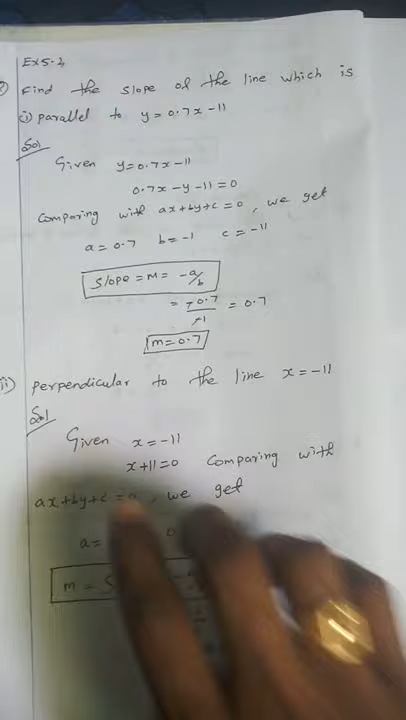 Ex 5.4
Find the slope of the line which is
(i) parallel to y = 0.7x - 11
Sol
Given y = 0.7x - 11
0.7x - y - 11 = 0
Comparing with ax + by + c = 0, we get
a = 0.7 b = -1 c = -11
Slope = m = -a/b
= -0.7/-1 = 0.7
m = 0.7
ii) perpendicular to the line x = -11
Sol
Given x = -11
x + 11 = 0 Comparing with
ax + by + c = 0, we get
a =
m =